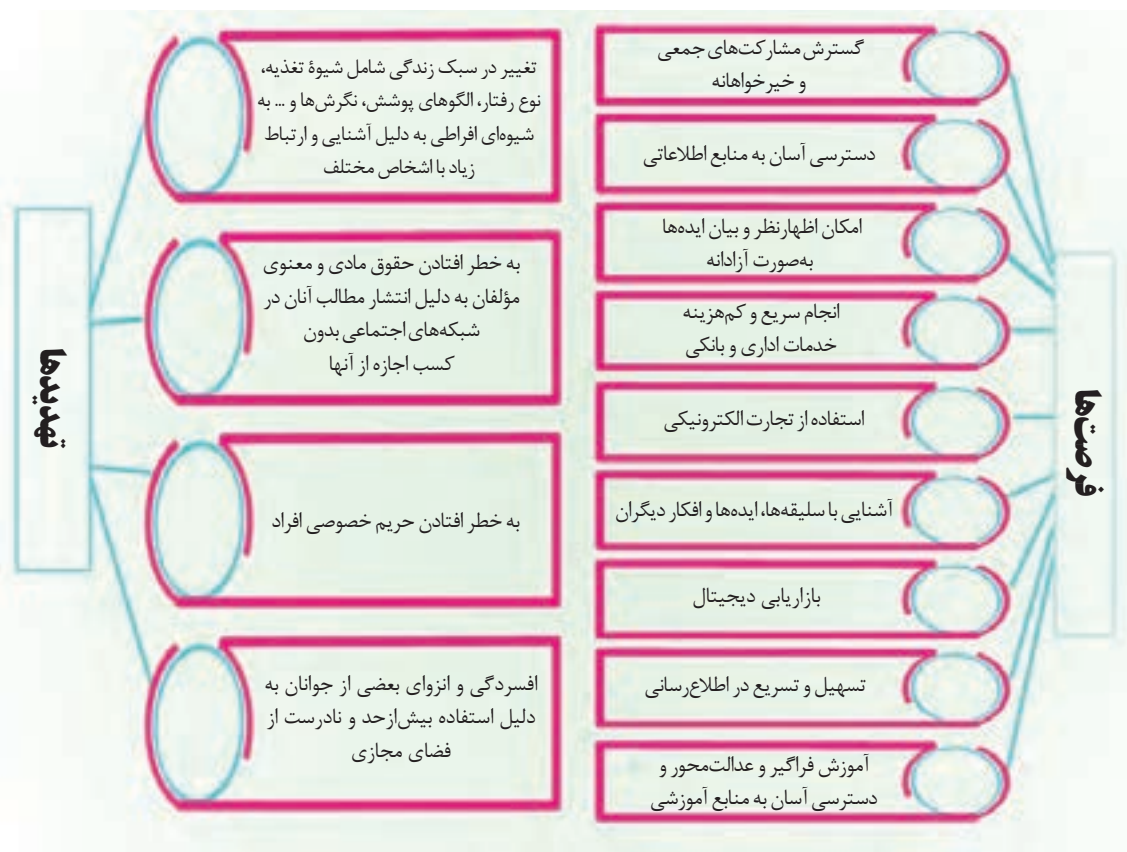 فرصت‌ها
گسترش مشارکت‌های جمعی
و خیرخواهانه
دسترسی آسان به منابع اطلاعاتی
امکان اظهارنظر و بیان ایده‌ها
به‌صورت آزادانه
انجام سریع و کم‌هزینه
خدمات اداری و بانکی
استفاده از تجارت الکترونیکی
آشنایی با سلیقه‌ها، ایده‌ها و افکار دیگران
بازاریابی دیجیتال
تسهیل و تسریع در اطلاع‌رسانی
آموزش فراگیر و عدالت‌محور و
دسترسی آسان به منابع آموزشی
تهدیدها
تغییر در سبک زندگی شامل شیوۀ تغذیه،
نوع رفتار، الگوهای پوشش، نگرش‌ها و ... به
شیوه‌ای افراطی به دلیل آشنایی و ارتباط
زیاد با اشخاص مختلف
به خطر افتادن حقوق مادی و معنوی
مؤلفان به دلیل انتشار مطالب آنان در
شبکه‌های اجتماعی بدون
کسب اجازه از آنها
به خطر افتادن حریم خصوصی افراد
افسردگی و انزوای بعضی از جوانان به
دلیل استفاده بیش‌ازحد و نادرست از
فضای مجازی